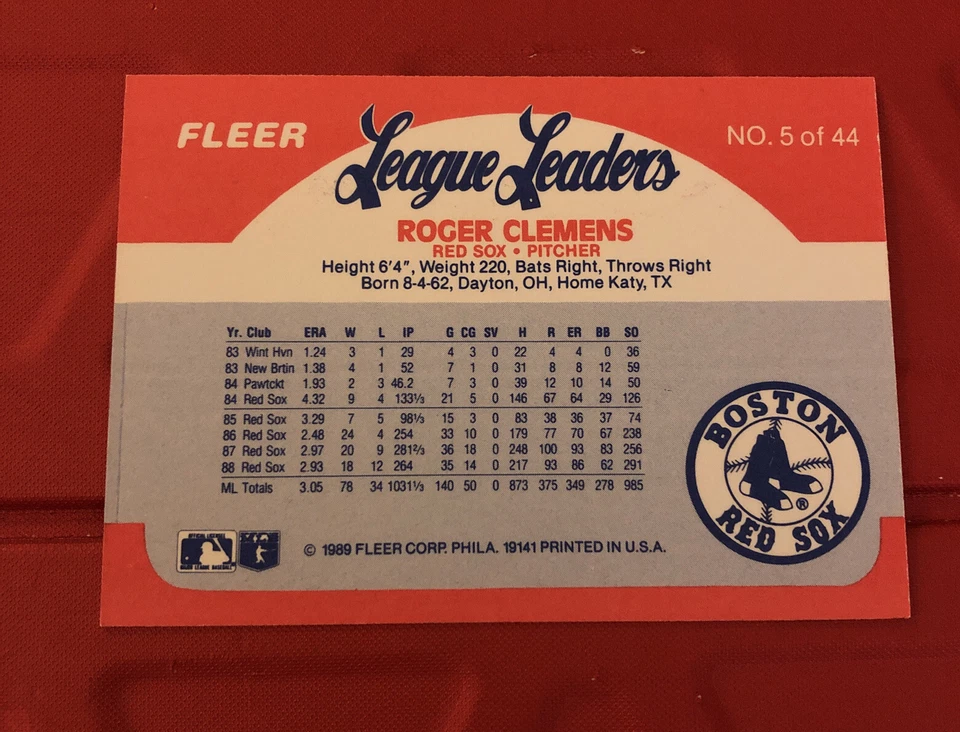 FLEER
League Leaders
NO. 5 of 44
ROGER CLEMENS
RED SOX • PITCHER
Height 6'4", Weight 220, Bats Right, Throws Right
Born 8-4-62, Dayton, OH, Home Katy, TX
Yr. Club ERA W L IP G CG SV H R ER BB SO
83 Wint Hvn 1.24 3 1 29 4 3 0 22 4 4 0 36
83 New Brtin 1.38 4 1 52 7 1 0 31 8 8 12 59
84 Pawtckt 1.93 2 3 46.2 7 3 0 39 12 10 14 50
84 Red Sox 4.32 9 4 133⅓ 21 5 0 146 67 64 29 126
85 Red Sox 3.29 7 5 98⅓ 15 3 0 83 38 36 37 74
86 Red Sox 2.48 24 4 254 33 10 0 179 77 70 67 238
87 Red Sox 2.97 20 9 281⅔ 36 18 0 248 100 93 83 256
88 Red Sox 2.93 18 12 264 35 14 0 217 93 86 62 291
ML Totals 3.05 78 34 1031⅓ 140 50 0 873 375 349 278 985
BOSTON
RED SOX
®
MAJOR LEAGUE BASEBALL
© 1989 FLEER CORP. PHILA. 19141 PRINTED IN U.S.A.